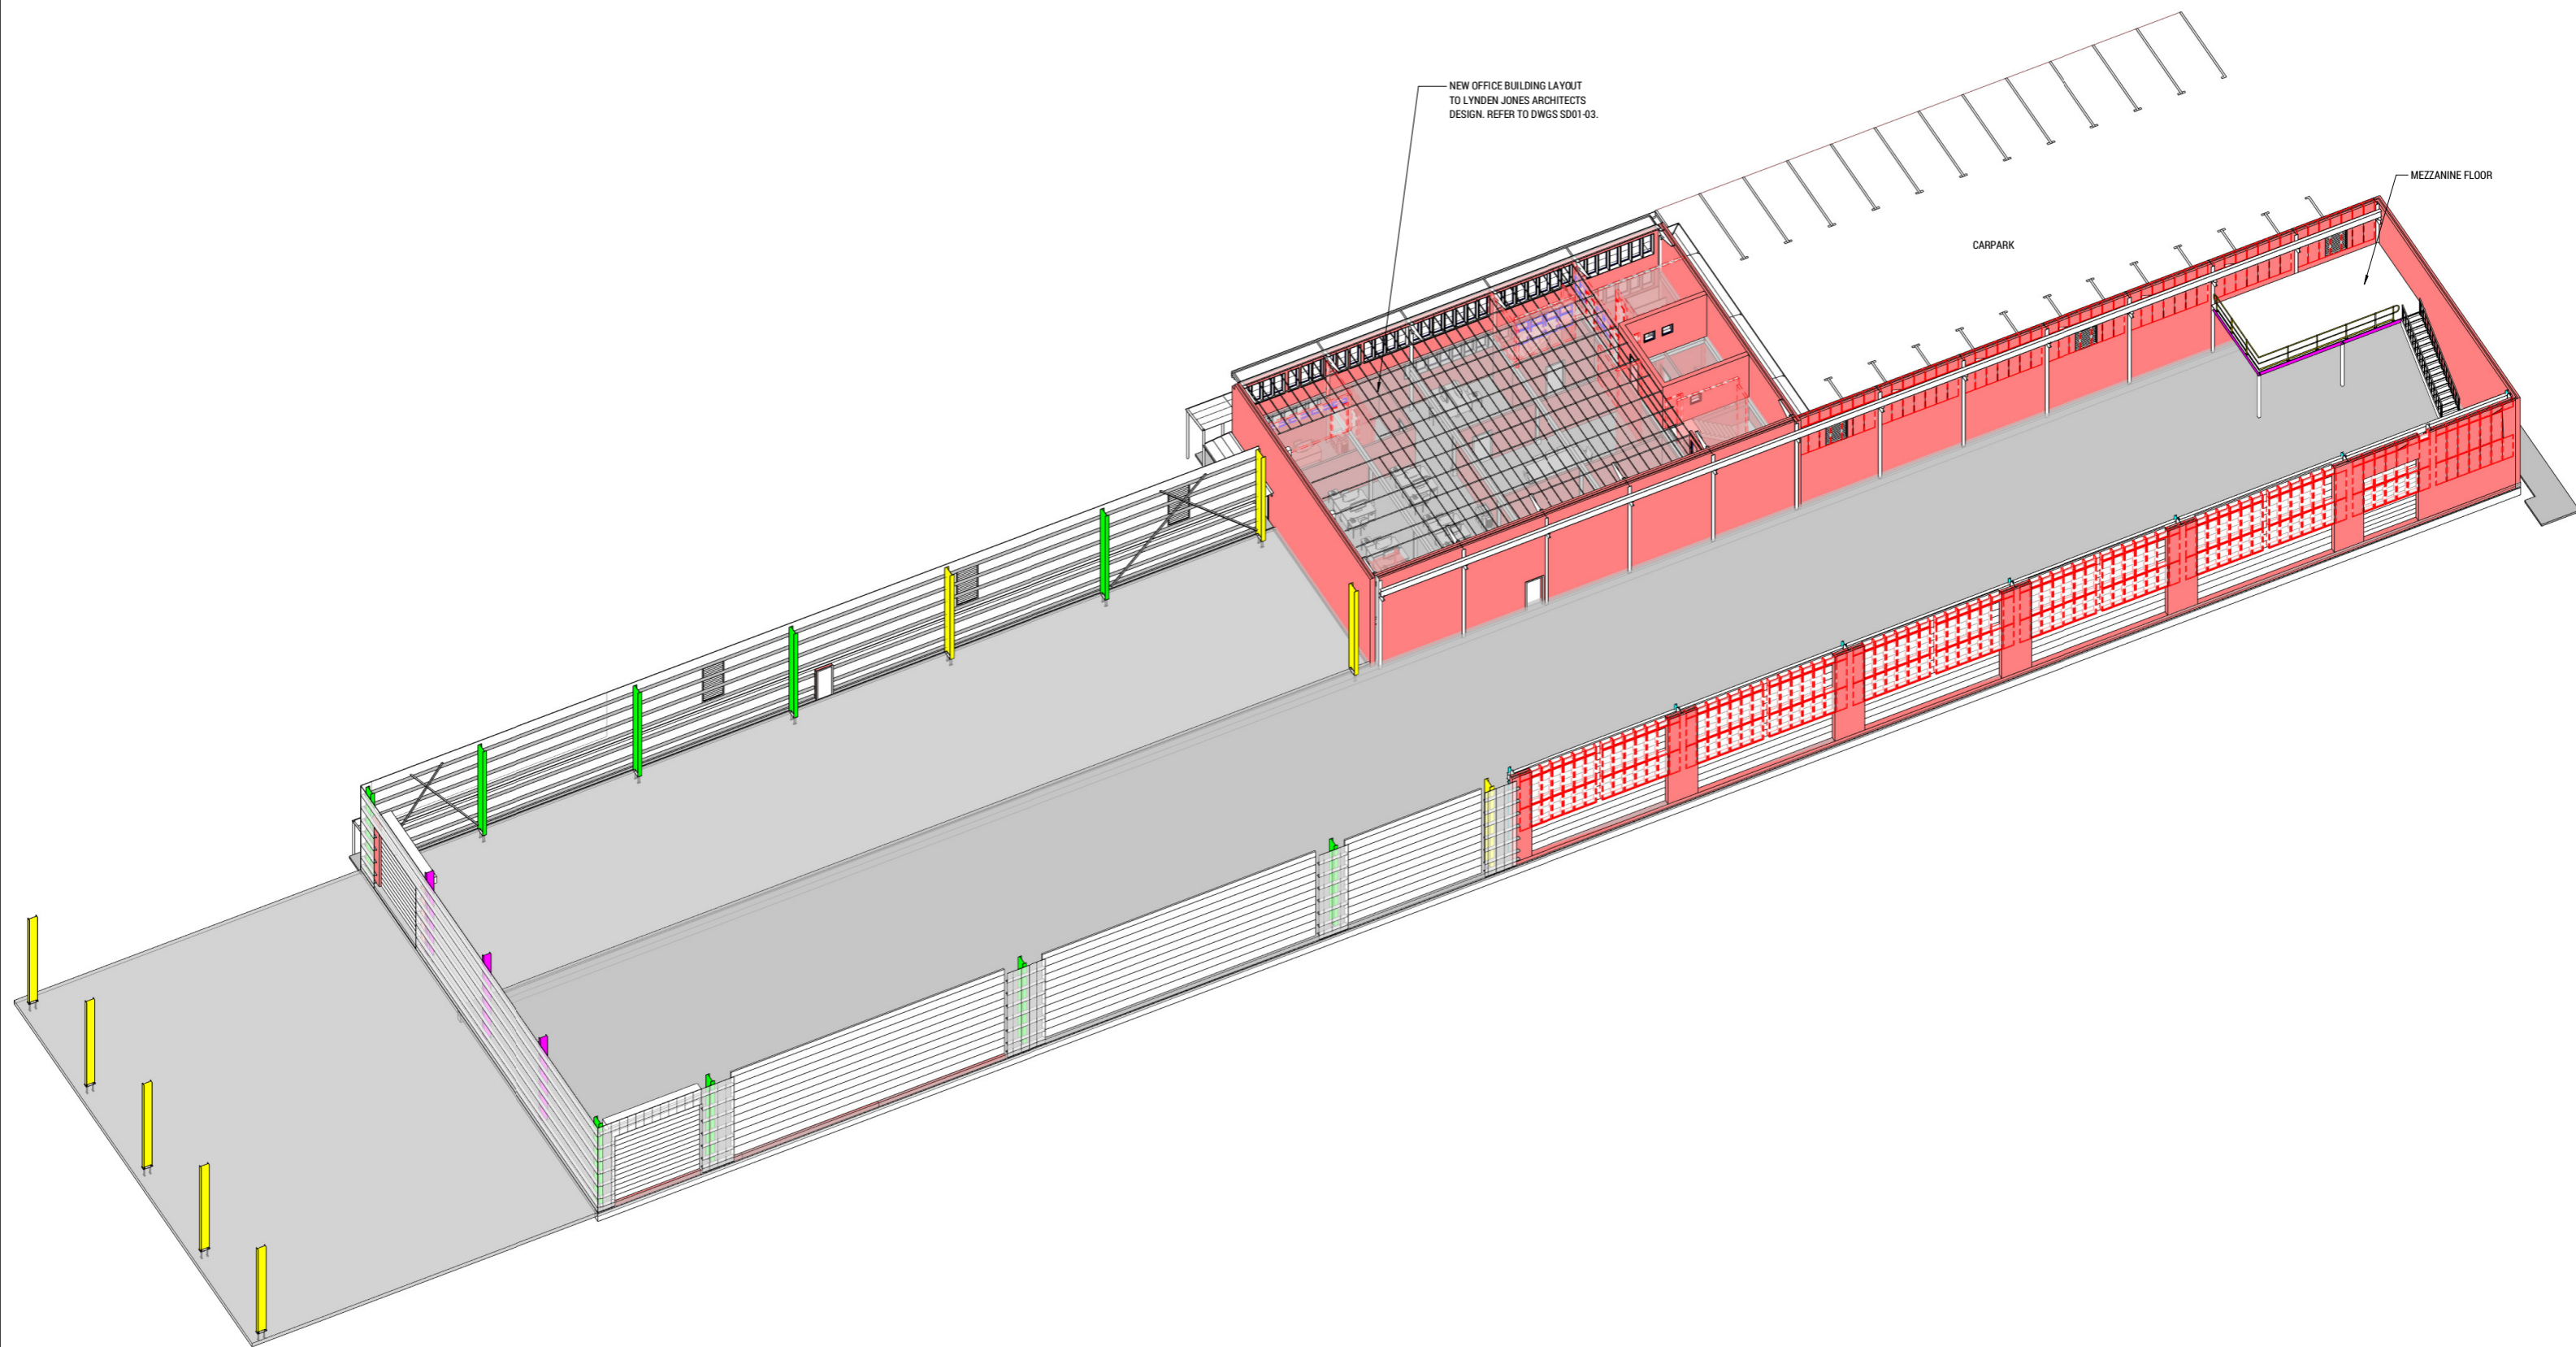 NEW OFFICE BUILDING LAYOUT
TO LYNDEN JONES ARCHITECTS
DESIGN. REFER TO DWGS SD01-03.
MEZZANINE FLOOR
CARPARK